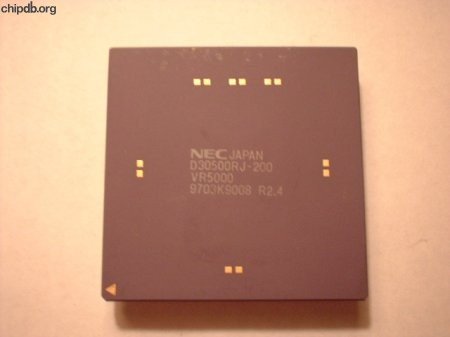 chipdb.org
NEC JAPAN
D30500RJ-200
VR5000
9703K9008 R2.4